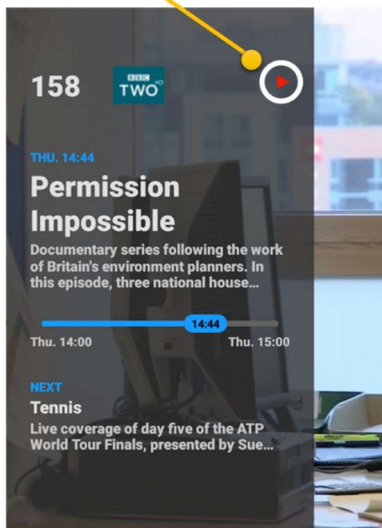 158
BBC
TWO HD
THU. 14:44
Permission
Impossible
Documentary series following the work
of Britain's environment planners. In
this episode, three national house...
14:44
Thu. 14:00 Thu. 15:00
NEXT
Tennis
Live coverage of day five of the ATP
World Tour Finals, presented by Sue...